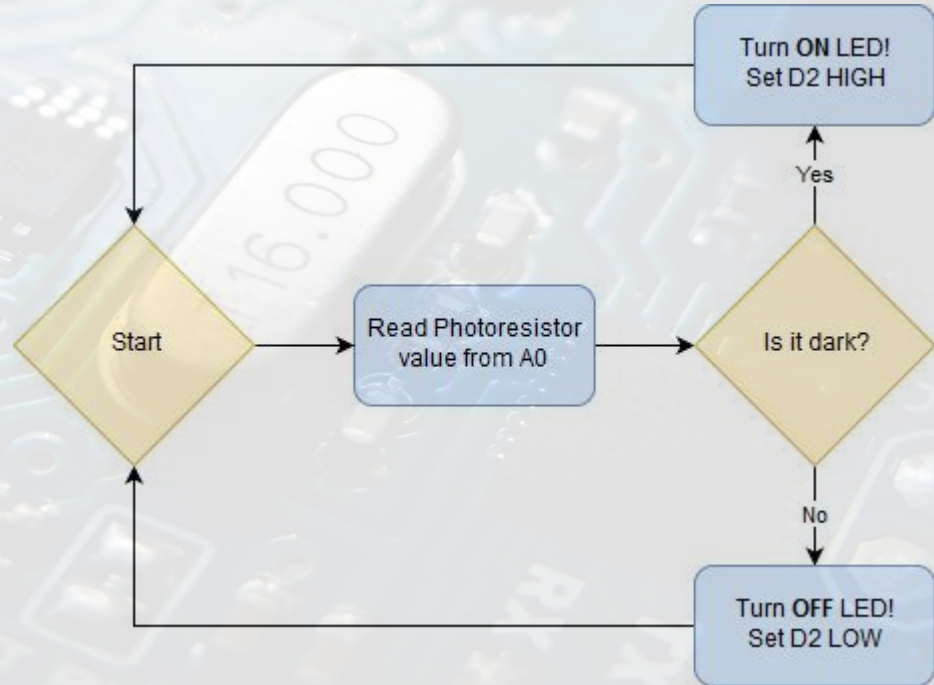 Turn ON LED!
Set D2 HIGH
Yes
16.000
Start
Read Photoresistor
value from A0
Is it dark?
No
Turn OFF LED!
Set D2 LOW
RX